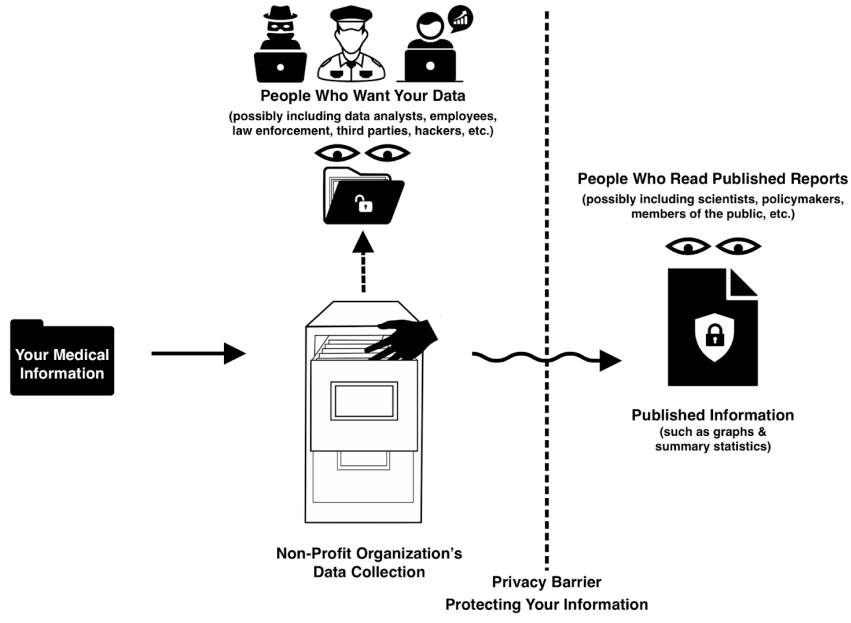 People Who Want Your Data
(possibly including data analysts, employees,
law enforcement, third parties, hackers, etc.)
People Who Read Published Reports
(possibly including scientists, policymakers,
members of the public, etc.)
Your Medical
Information
Published Information
(such as graphs &
summary statistics)
Non-Profit Organization's
Data Collection
Privacy Barrier
Protecting Your Information